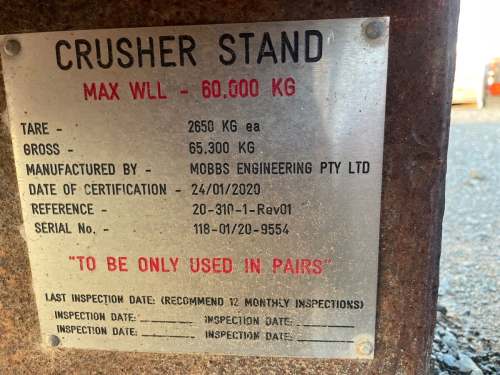 CRUSHER STAND
MAX WLL - 60,000 KG
TARE - 2650 KG ea
GROSS - 65,300 KG
MANUFACTURED BY - MOBBS ENGINEERING PTY LTD
DATE OF CERTIFICATION - 24/01/2020
REFERENCE - 20-310-1-Rev01
SERIAL No. - 118-01/20-9554
"TO BE ONLY USED IN PAIRS"
LAST INSPECTION DATE: (RECOMMEND 12 MONTHLY INSPECTIONS)
INSPECTION DATE: INSPECTION DATE:
INSPECTION DATE: INSPECTION DATE: